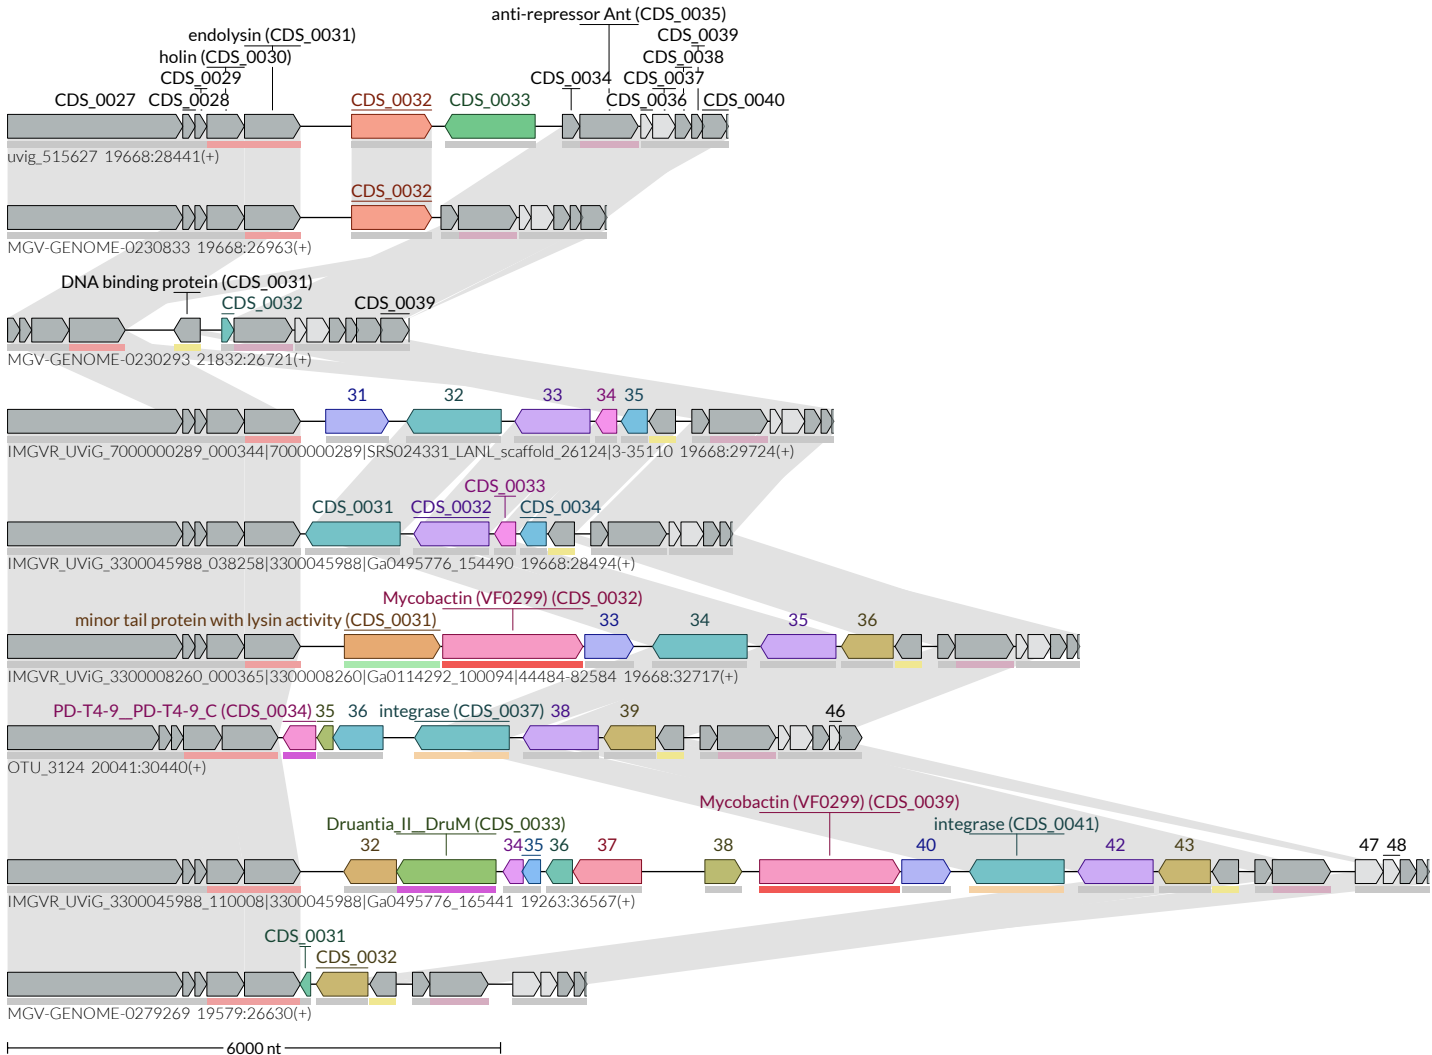 anti-repressor Ant (CDS_0035)
endolysin (CDS_0031) CDS_0039
holin (CDS_0030) CDS_0038
CDS_0029 CDS_0034 CDS_0037
CDS_0027 CDS_0028 CDS_0032 CDS_0033 CDS_0036 CDS_0040
uvig_515627 19668:28441(+)
CDS_0032
MGV-GENOME-0230833 19668:26963(+)
DNA binding protein (CDS_0031)
CDS_0032 CDS_0039
MGV-GENOME-0230293 21832:26721(+)
31 32 33 34 35
IMGVR_UViG_7000000289_000344|7000000289|SRS024331_LANL_scaffold_26124|3-35110 19668:29724(+)
CDS_0033
CDS_0031 CDS_0032 CDS_0034
IMGVR_UViG_3300045988_038258|3300045988|Ga0495776_154490 19668:28494(+)
Mycobactin (VF0299) (CDS_0032)
minor tail protein with lysin activity (CDS_0031) 33 34 35 36
IMGVR_UViG_3300008260_000365|3300008260|Ga0114292_100094|44484-82584 19668:32717(+)
PD-T4-9__PD-T4-9_C (CDS_0034) 35 36 integrase (CDS_0037) 38 39 46
OTU_3124 20041:30440(+)
Mycobactin (VF0299) (CDS_0039)
Druantia_II__DruM (CDS_0033) integrase (CDS_0041)
32 34 35 36 37 38 40 42 43 47 48
IMGVR_UViG_3300045988_110008|3300045988|Ga0495776_165441 19263:36567(+)
CDS_0031
CDS_0032
MGV-GENOME-0279269 19579:26630(+)
6000 nt